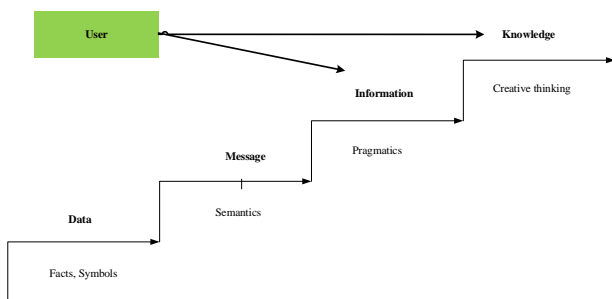 User
Knowledge
Creative thinking
Information
Pragmatics
Message
Semantics
Data
Facts, Symbols